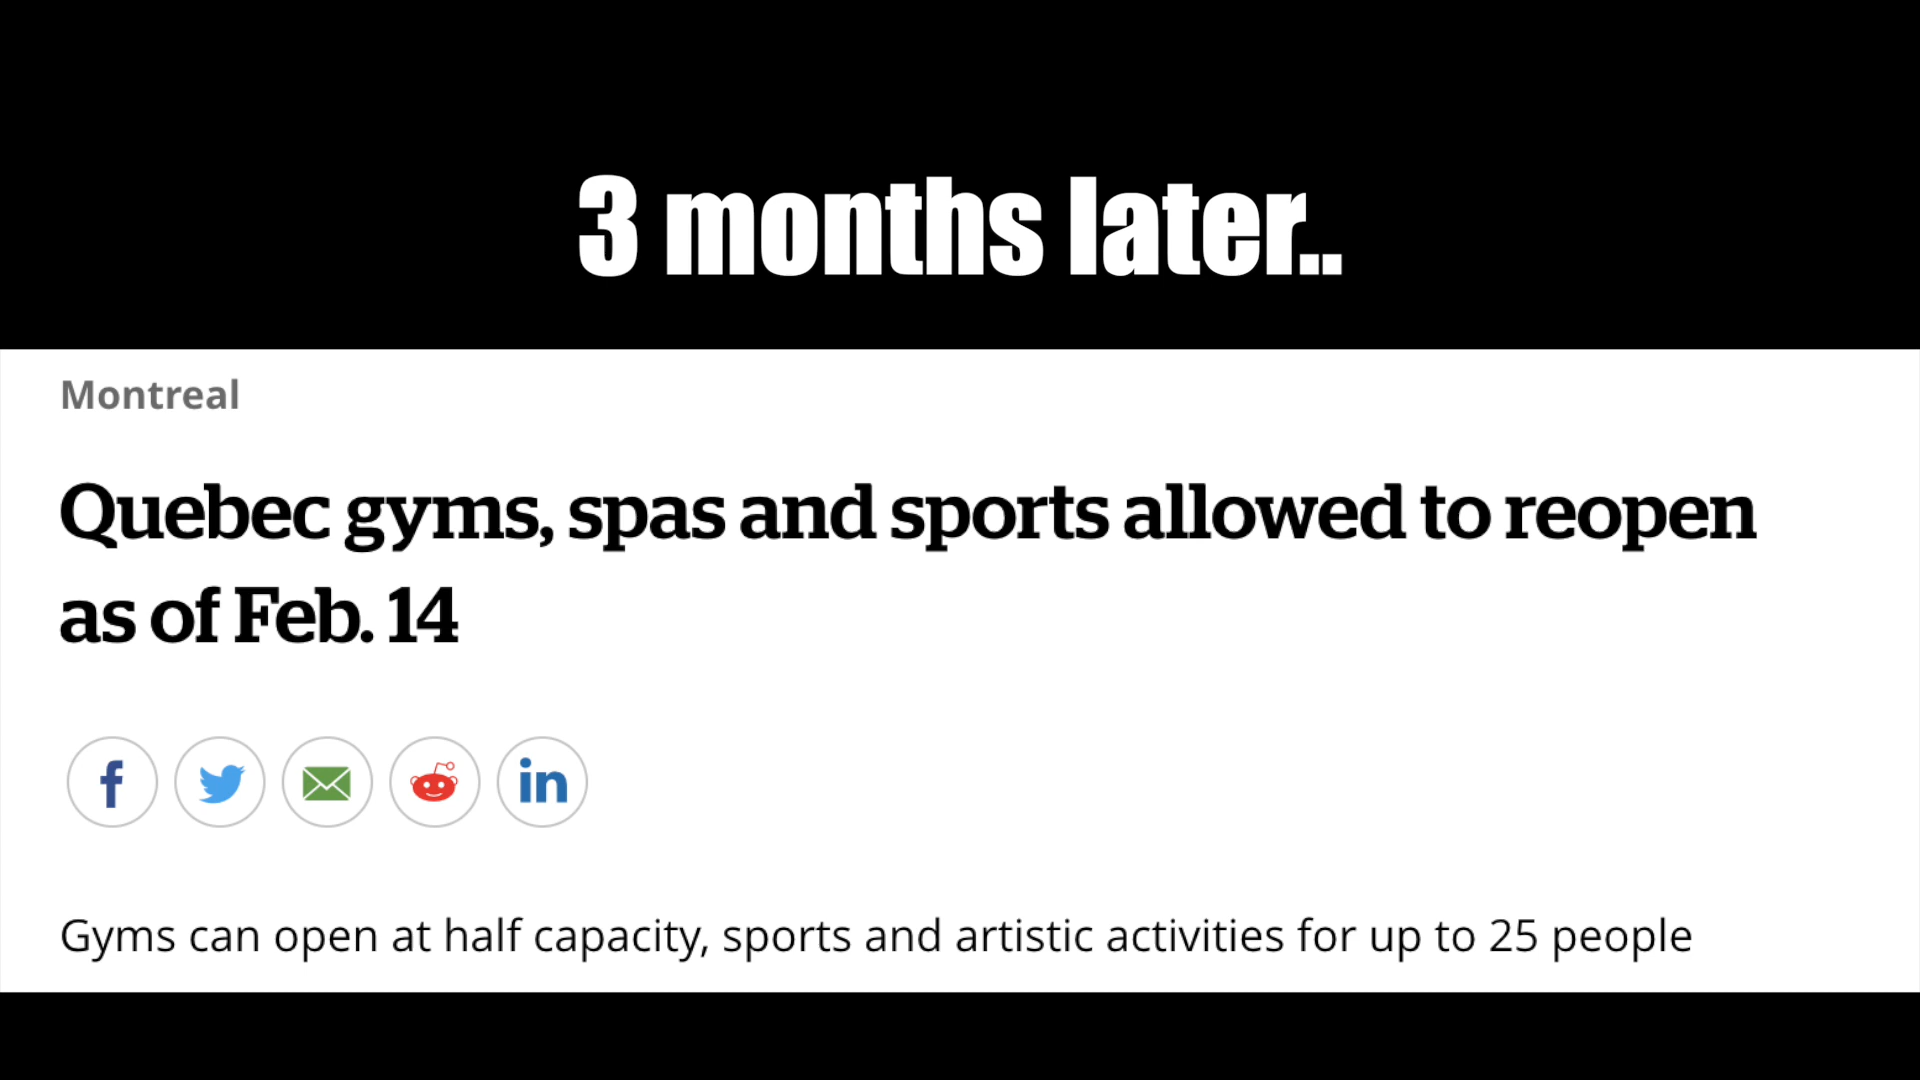 3 months later..
Montreal
Quebec gyms, spas and sports allowed to reopen
as of Feb. 14
f
in
Gyms can open at half capacity, sports and artistic activities for up to 25 people